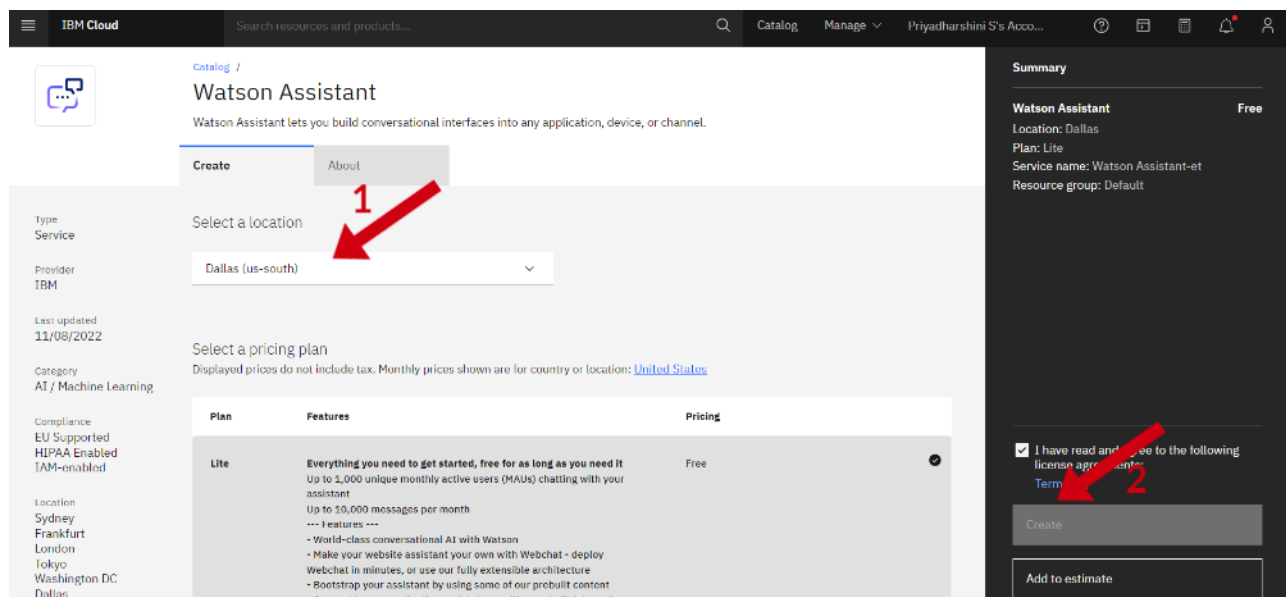 IBM Cloud
Search resources and products...
Catalog
Manage
Priyadharshini S's Acco...
Catalog /
Watson Assistant
Watson Assistant lets you build conversational interfaces into any application, device, or channel.
Create
About
1
Type
Service
Provider
IBM
Last updated
11/08/2022
Category
AI / Machine Learning
Compliance
EU Supported
HIPAA Enabled
IAM-enabled
Location
Sydney
Frankfurt
London
Tokyo
Washington DC
Dallas
Select a location
Dallas (us-south)
Select a pricing plan
Displayed prices do not include tax. Monthly prices shown are for country or location: United States
Plan
Features
Pricing
Lite
Everything you need to get started, free for as long as you need it
Free
Up to 1,000 unique monthly active users (MAUs) chatting with your
assistant
Up to 10,000 messages per month
--- Features ---
- World-class conversational AI with Watson
- Make your website assistant your own with Webchat - deploy
Webchat in minutes, or use our fully extensible architecture
- Bootstrap your assistant by using some of our prebuilt content
Summary
Watson Assistant Free
Location: Dallas
Plan: Lite
Service name: Watson Assistant-et
Resource group: Default
I have read and agree to the following
license agreements:
2
Create
Add to estimate